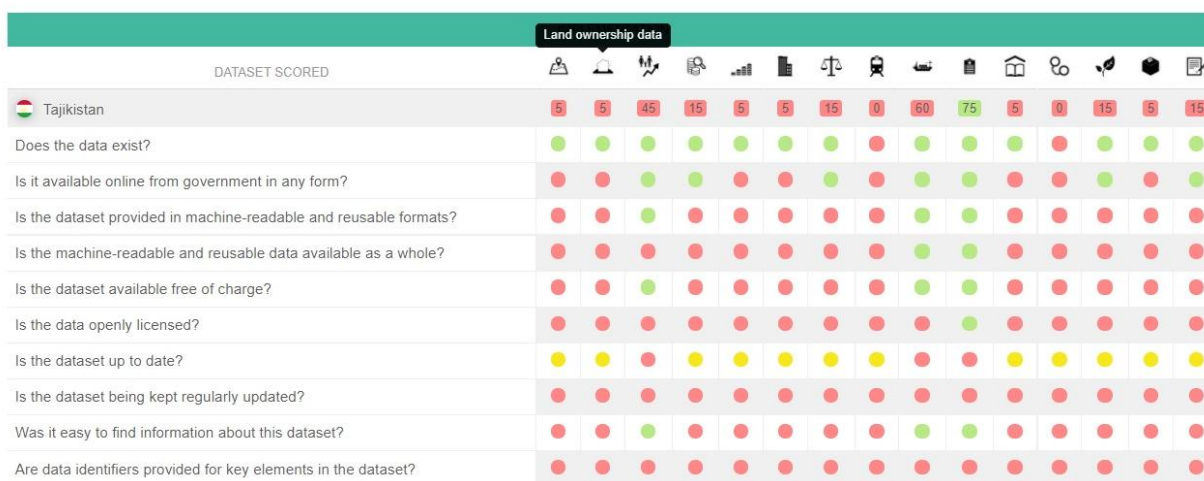 Land ownership data
DATASET SCORED
Tajikistan 5 5 45 15 5 5 15 0 60 75 5 0 15 5 15
Does the data exist?
Is it available online from government in any form?
Is the dataset provided in machine-readable and reusable formats?
Is the machine-readable and reusable data available as a whole?
Is the dataset available free of charge?
Is the data openly licensed?
Is the dataset up to date?
Is the dataset being kept regularly updated?
Was it easy to find information about this dataset?
Are data identifiers provided for key elements in the dataset?